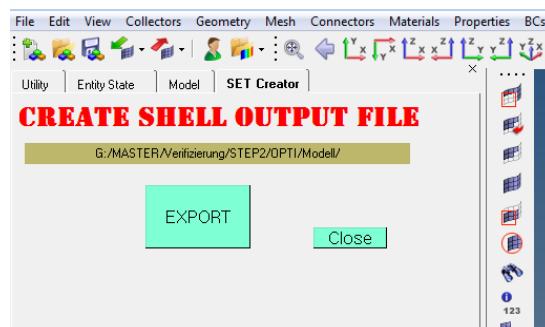 File Edit View Collectors Geometry Mesh Connectors Materials Properties BCs
Utility Entity State Model SET Creator
CREATE SHELL OUTPUT FILE
G:/MASTER/Verifizierung/STEP2/OPTI/Modell/
EXPORT
Close
123